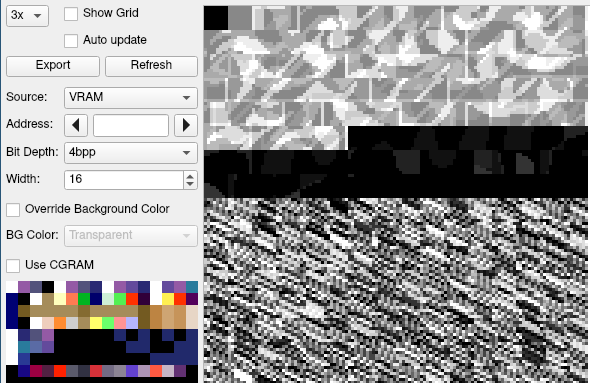 3x
Show Grid
Auto update
Export
Refresh
Source:
VRAM
Address:
Bit Depth:
4bpp
Width:
16
Override Background Color
BG Color:
Transparent
Use CGRAM